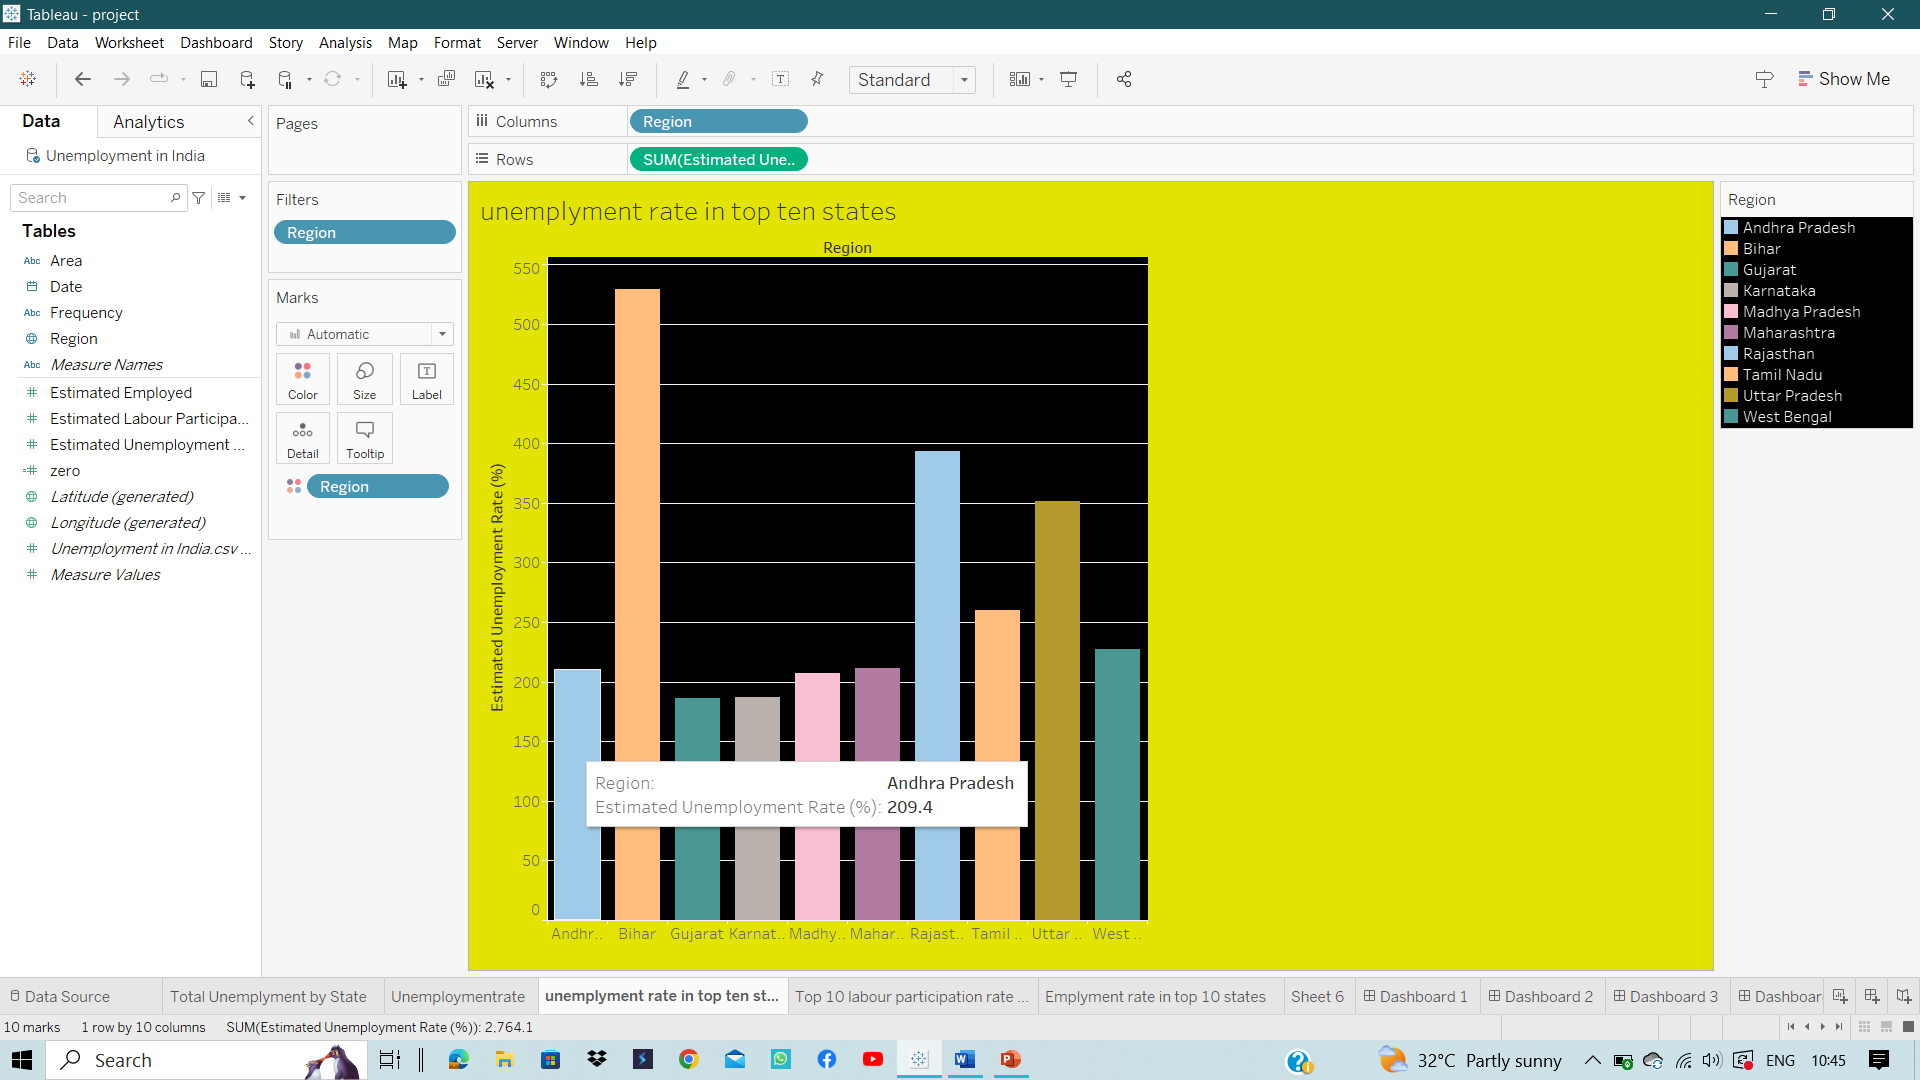 Tableau - project
File Data Worksheet Dashboard Story Analysis Map Format Server Window Help
Standard
Show Me
Data Analytics
Unemployment in India
Search
Tables
Abc Area
Date
Abc Frequency
Region
Abc Measure Names
Estimated Employed
Estimated Labour Participa...
Estimated Unemployment ...
zero
Latitude (generated)
Longitude (generated)
Unemployment in India.csv ...
Measure Values
Pages
Filters
Region
Marks
Automatic
Color Size Label
Detail Tooltip
Region
Columns Region
Rows SUM(Estimated Une..
unemplyment rate in top ten states
Region
Estimated Unemployment Rate (%)
550
500
450
400
350
300
250
200
150
100
50
0
Region: Andhra Pradesh
Estimated Unemployment Rate (%): 209.4
Andhr.. Bihar Gujarat Karnat.. Madhy.. Mahar.. Rajast.. Tamil .. Uttar .. West ..
Region
Andhra Pradesh
Bihar
Gujarat
Karnataka
Madhya Pradesh
Maharashtra
Rajasthan
Tamil Nadu
Uttar Pradesh
West Bengal
Data Source Total Unemployment by State Unemploymentrate unemplyment rate in top ten st... Top 10 labour participation rate ... Emplyment rate in top 10 states Sheet 6 Dashboard 1 Dashboard 2 Dashboard 3 Dashboar
10 marks 1 row by 10 columns SUM(Estimated Unemployment Rate (%)): 2,764.1
Search
32°C Partly sunny
ENG
10:45